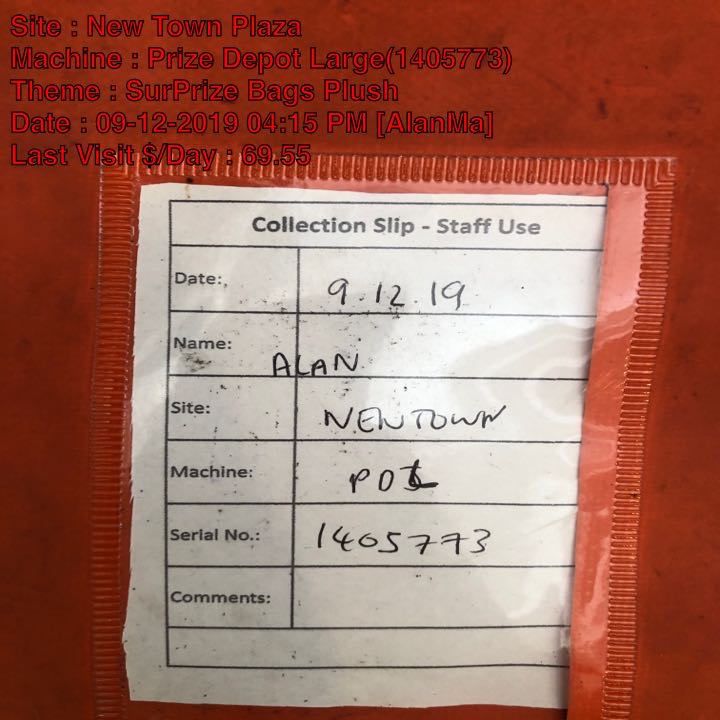 Site : New Town Plaza
Machine : Prize Depot Large(1405773)
Theme : SurPrize Bags Plush
Date : 09-12-2019 04:15 PM [AlanMa]
Last Visit $/Day : 69.55
Collection Slip - Staff Use
Date: 9.12.19
Name: ALAN
Site: NEWTOWN
Machine: PDL
Serial No.: 1405773
Comments: